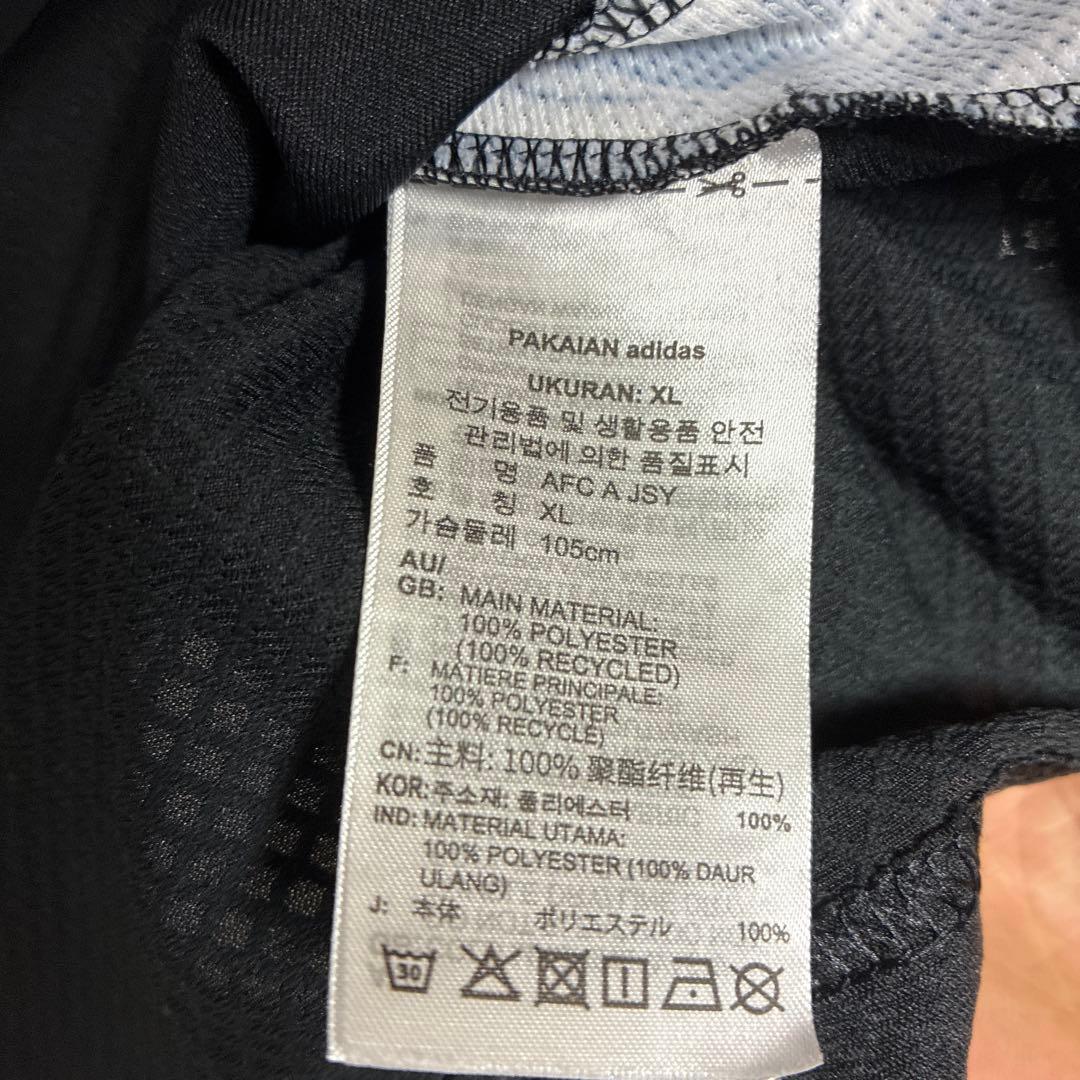 PAKAIAN adidas
UKURAN: XL
전기용품 및 생활용품 안전
관리법에 의한 품질표시
품 명 AFC A JSY
호 칭 XL
가슴둘레 105cm
AU/
GB: MAIN MATERIAL:
100% POLYESTER
(100% RECYCLED)
F: MATIERE PRINCIPALE:
100% POLYESTER
(100% RECYCLE)
CN: 主料: 100% 聚酯纤维(再生)
KOR: 주소재: 폴리에스터 100%
IND: MATERIAL UTAMA:
100% POLYESTER (100% DAUR
ULANG)
J: 本体 ポリエステル 100%
30